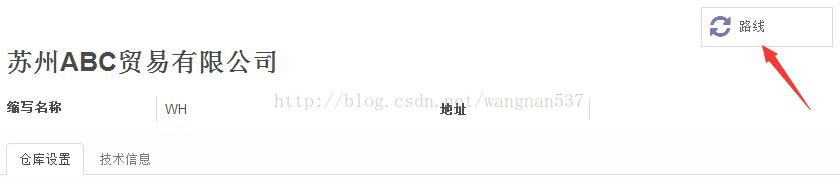 路线
苏州ABC贸易有限公司
缩写名称 WH 地址
http://blog.csdn.net/wangnan537
仓库设置 技术信息